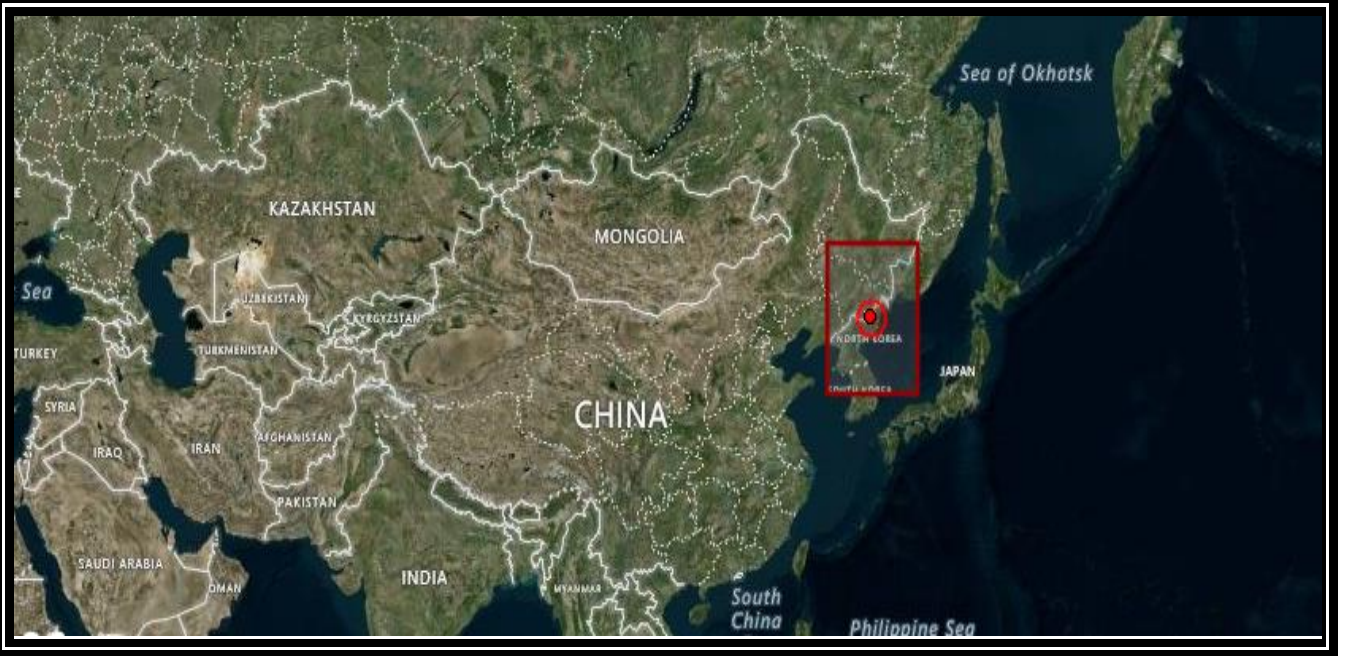 Sea of Okhotsk
KAZAKHSTAN
MONGOLIA
Sea
UZBEKISTAN
KYRGYZSTAN
NORTH KOREA
TURKEY
TURKMENISTAN
JAPAN
SOUTH KOREA
SYRIA
CHINA
AFGHANISTAN
IRAQ
IRAN
PAKISTAN
SAUDI ARABIA
INDIA
OMAN
MYANMAR
South
China
Philippine Sea